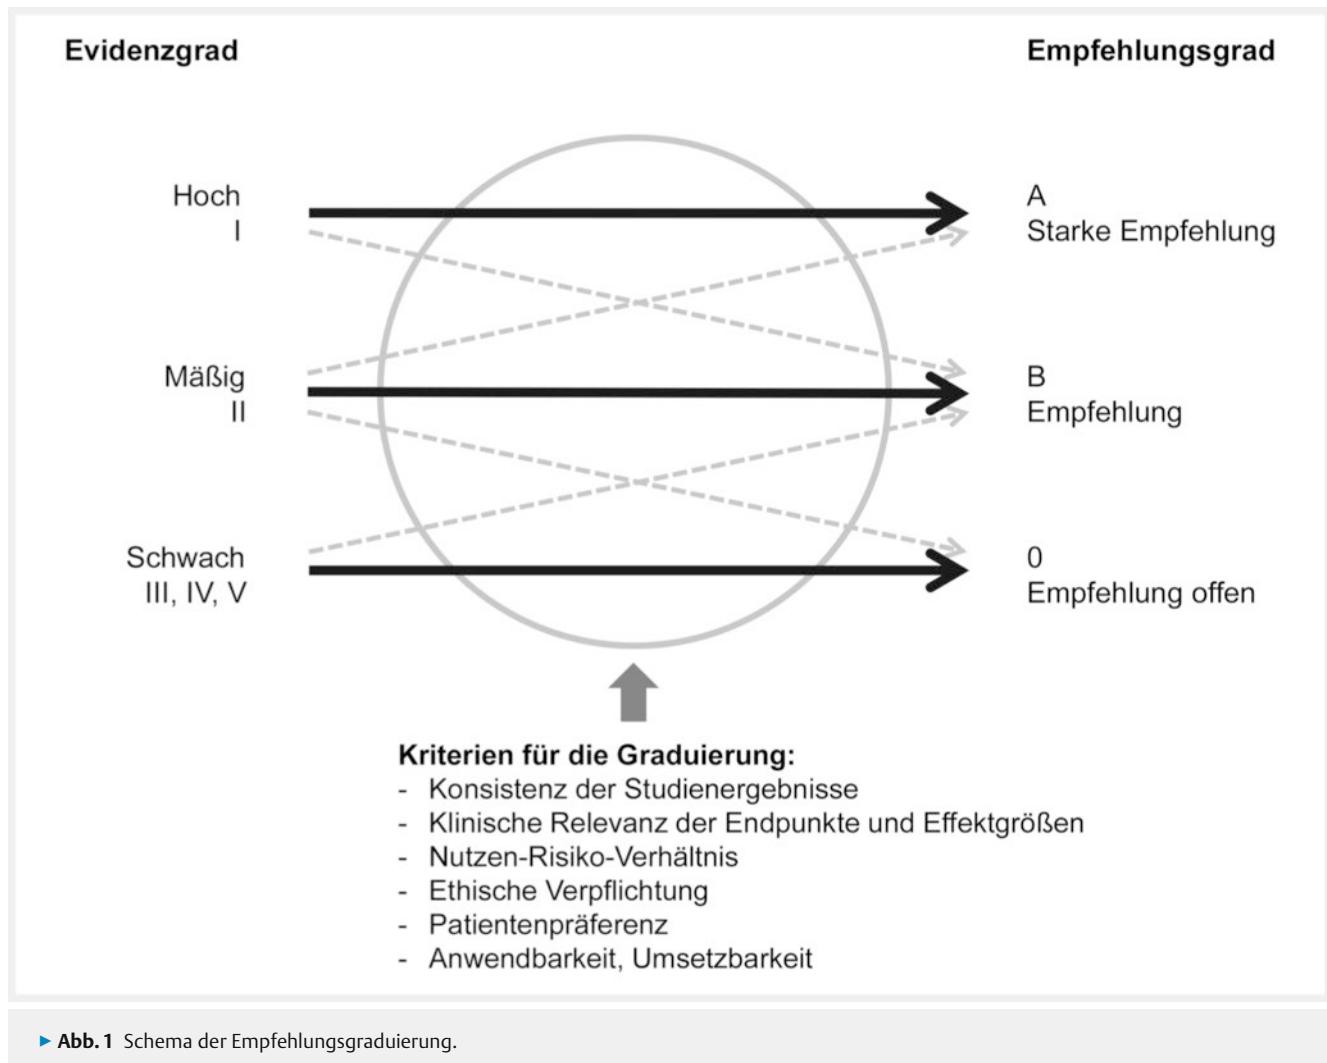 Evidenzgrad
Empfehlungsgrad
Hoch
I
A
Starke Empfehlung
Mäßig
II
B
Empfehlung
Schwach
III, IV, V
0
Empfehlung offen
Kriterien für die Graduierung:
- Konsistenz der Studienergebnisse
- Klinische Relevanz der Endpunkte und Effektgrößen
- Nutzen-Risiko-Verhältnis
- Ethische Verpflichtung
- Patientenpräferenz
- Anwendbarkeit, Umsetzbarkeit
▶ Abb. 1 Schema der Empfehlungsgraduierung.